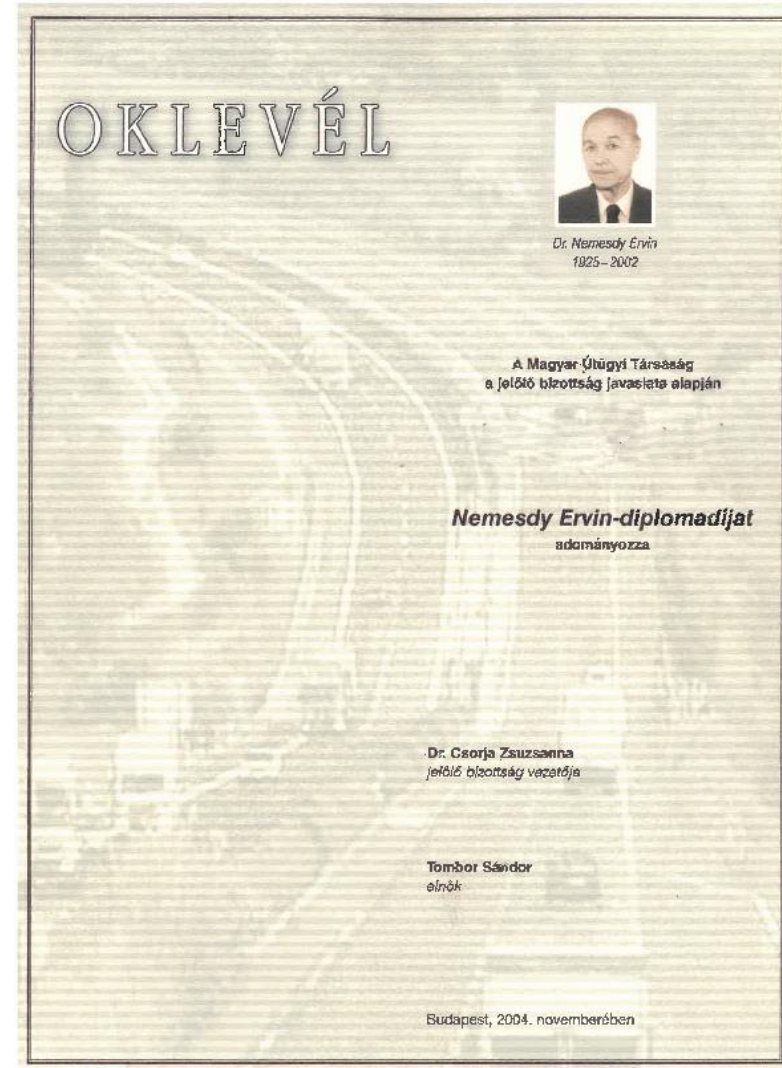 OKLEVÉL
Dr. Nemesdy Ervin
1925–2002
A Magyar Útügyi Társaság
a jelölő bizottság javaslata alapján
Nemesdy Ervin-diplomadíjat
adományozza
Dr. Csorja Zsuzsanna
jelölő bizottság vezetője
Tombor Sándor
elnök
Budapest, 2004. novemberében